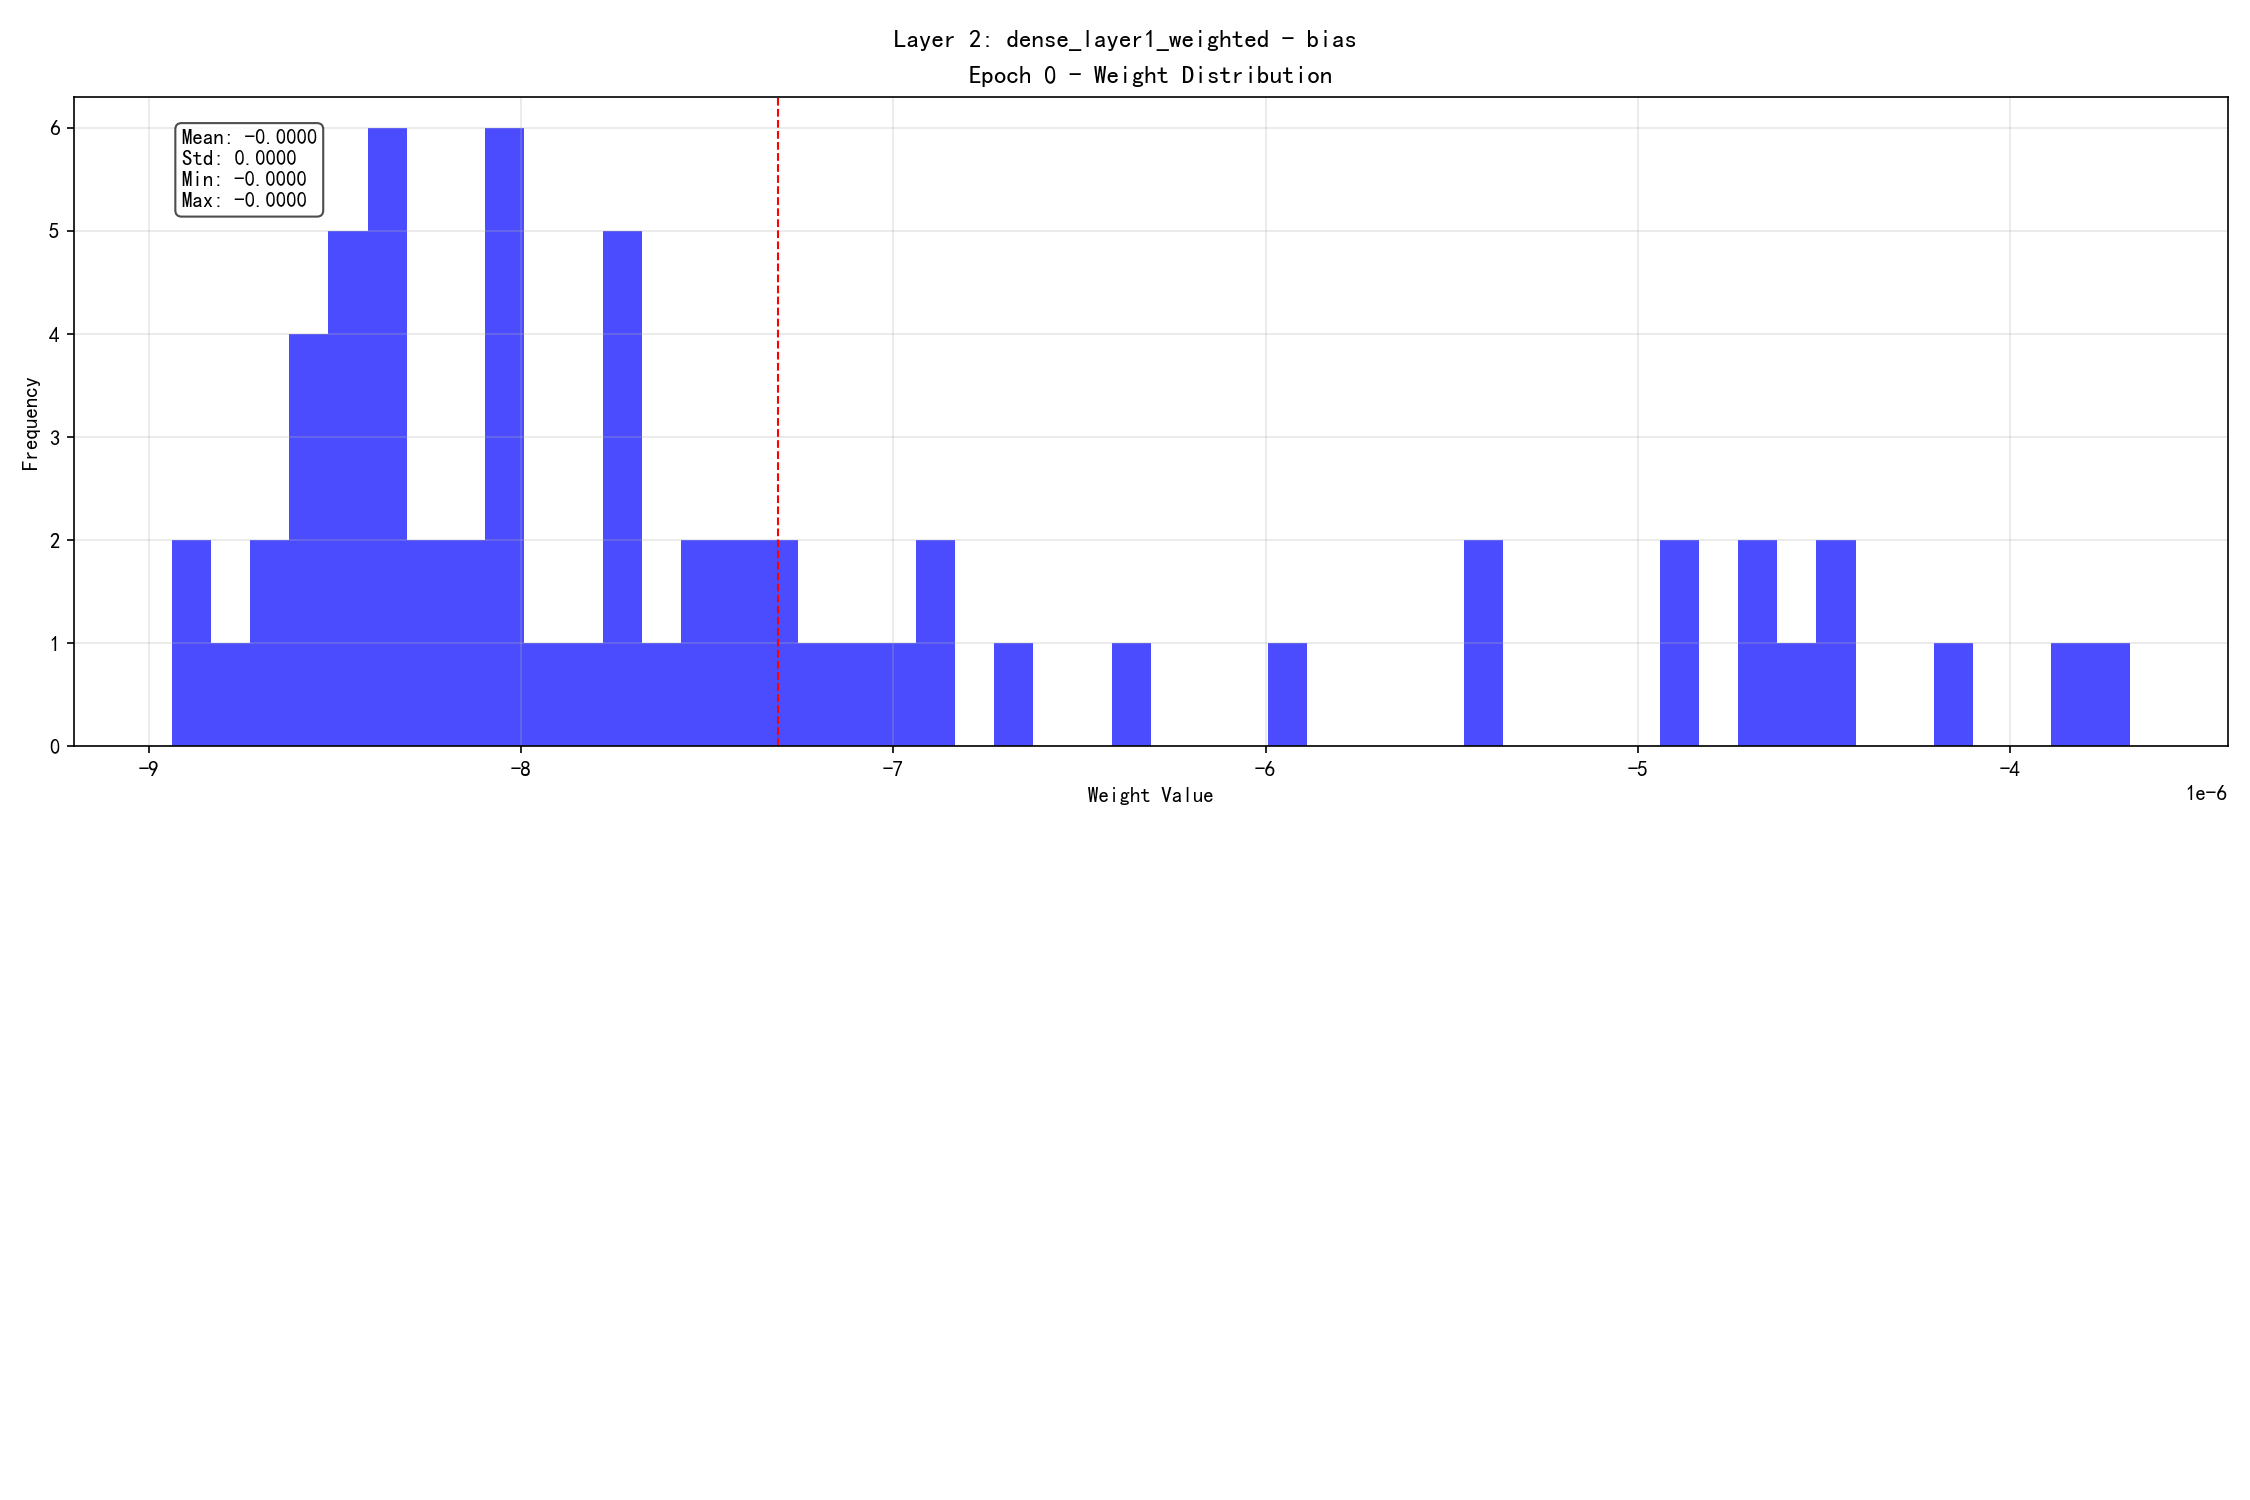 Layer 2: dense_layer1_weighted - bias
Epoch 0 - Weight Distribution
Mean: -0.0000
Std: 0.0000
Min: -0.0000
Max: -0.0000
Frequency
6
5
4
3
2
1
0
-9 -8 -7 -6 -5 -4
1e-6
Weight Value